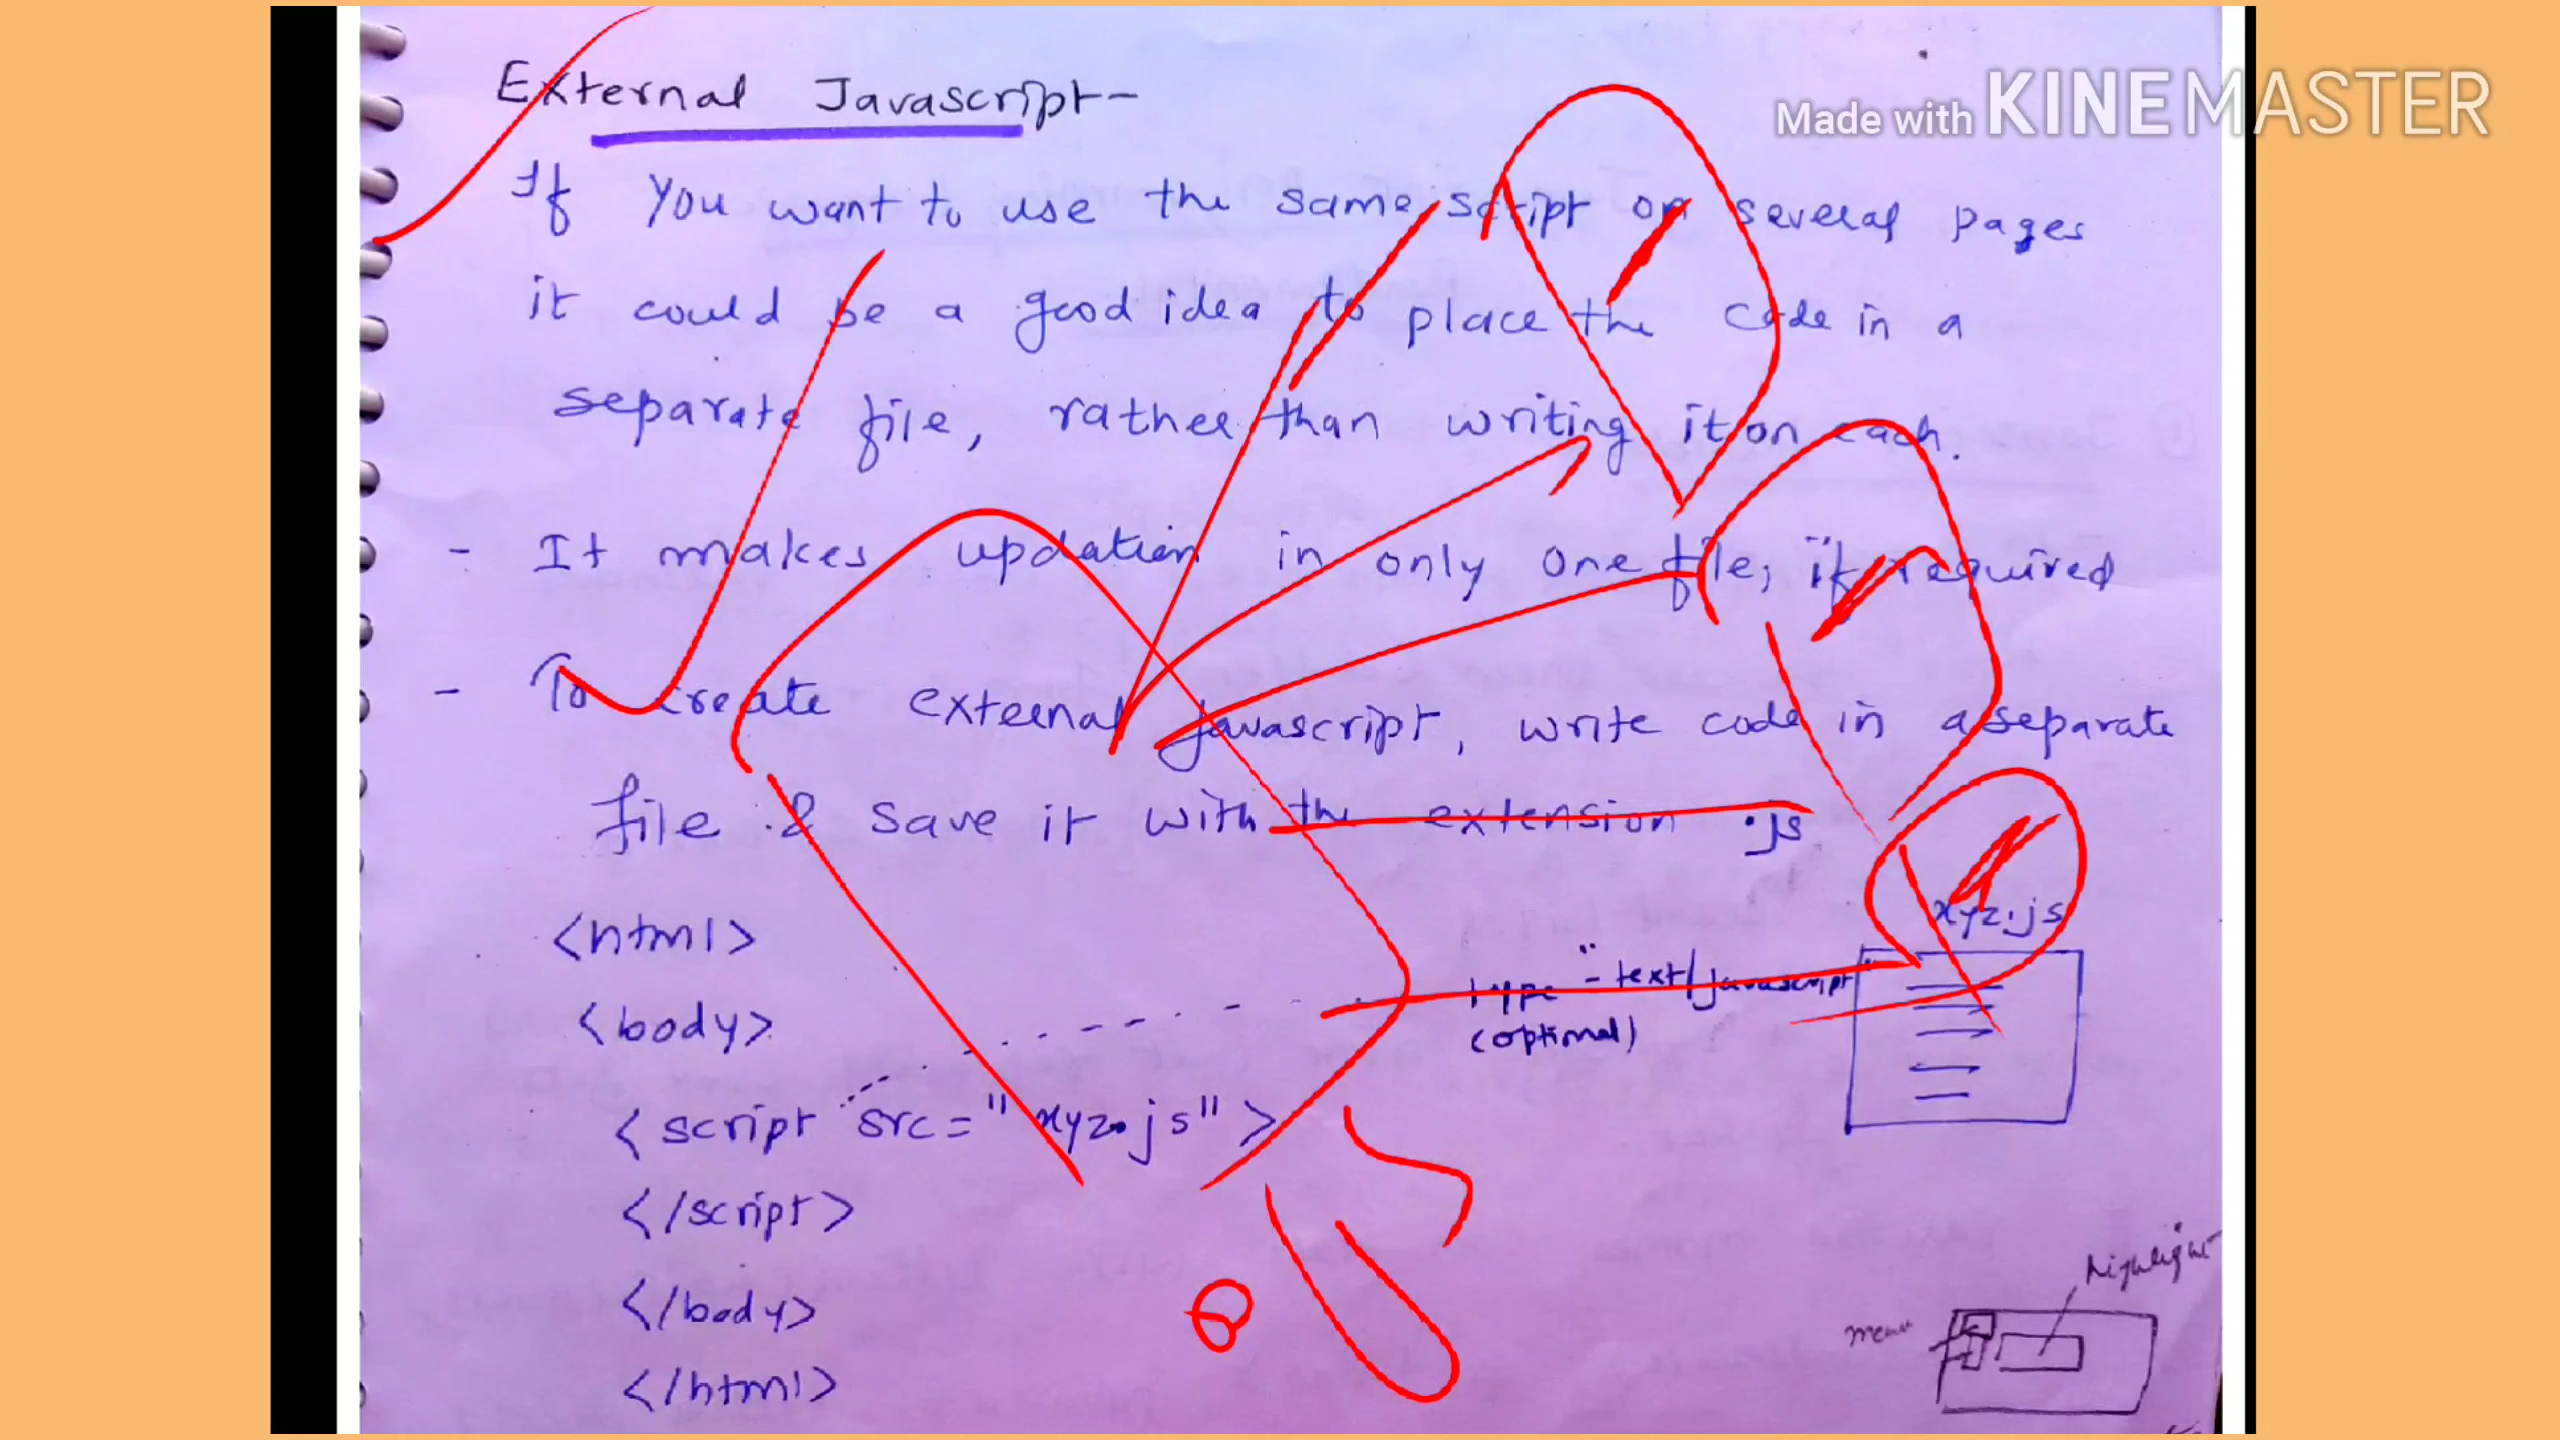 Made with KINEMASTER
External Javascript-
If You want to use the same script on several pages
it could be a good idea to place the code in a
separate file, rather than writing it on each.
- It makes updation in only one file, if required
- To create external javascript, write code in a separate
file & save it with the extension .js
xyz.js
<html>
type - "text/javascript
(optional)
<body>
<script src="xyz.js">
</script>
</body>
</html>
highlight
menu